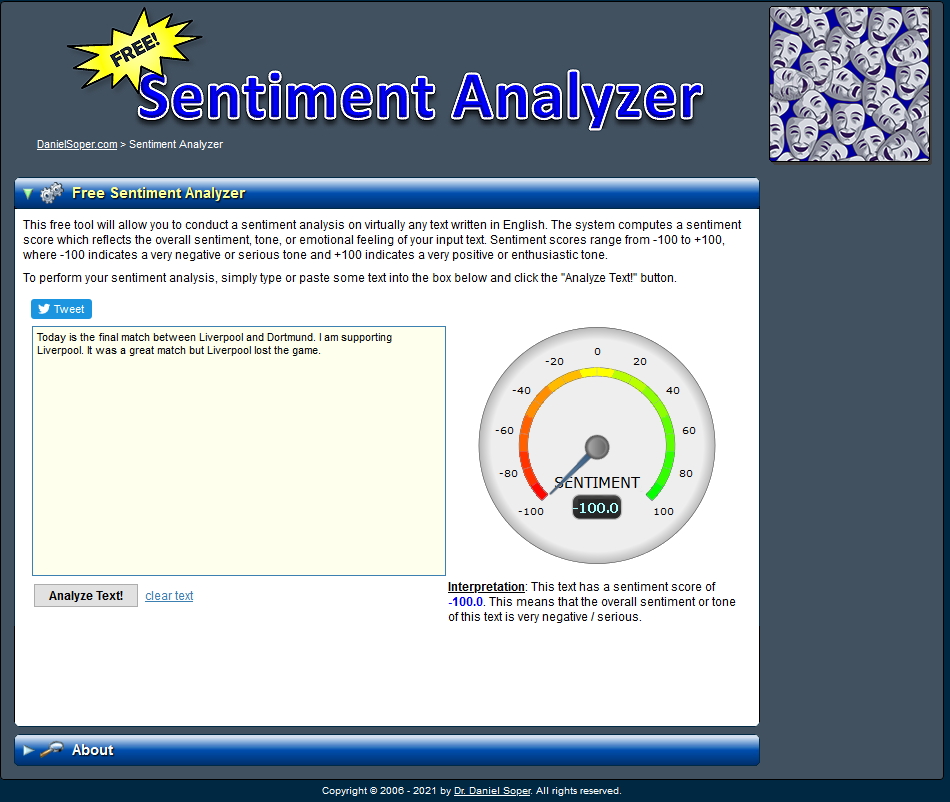 FREE!
Sentiment Analyzer
DanielSoper.com > Sentiment Analyzer
Free Sentiment Analyzer
This free tool will allow you to conduct a sentiment analysis on virtually any text written in English. The system computes a sentiment
score which reflects the overall sentiment, tone, or emotional feeling of your input text. Sentiment scores range from -100 to +100,
where -100 indicates a very negative or serious tone and +100 indicates a very positive or enthusiastic tone.
To perform your sentiment analysis, simply type or paste some text into the box below and click the "Analyze Text!" button.
Tweet
Today is the final match between Liverpool and Dortmund. I am supporting
Liverpool. It was a great match but Liverpool lost the game.
0
-20 20
-40 40
-60 60
-80 80
-100 100
SENTIMENT
-100.0
Analyze Text! clear text
Interpretation: This text has a sentiment score of
-100.0. This means that the overall sentiment or tone
of this text is very negative / serious.
About
Copyright © 2006 - 2021 by Dr. Daniel Soper. All rights reserved.